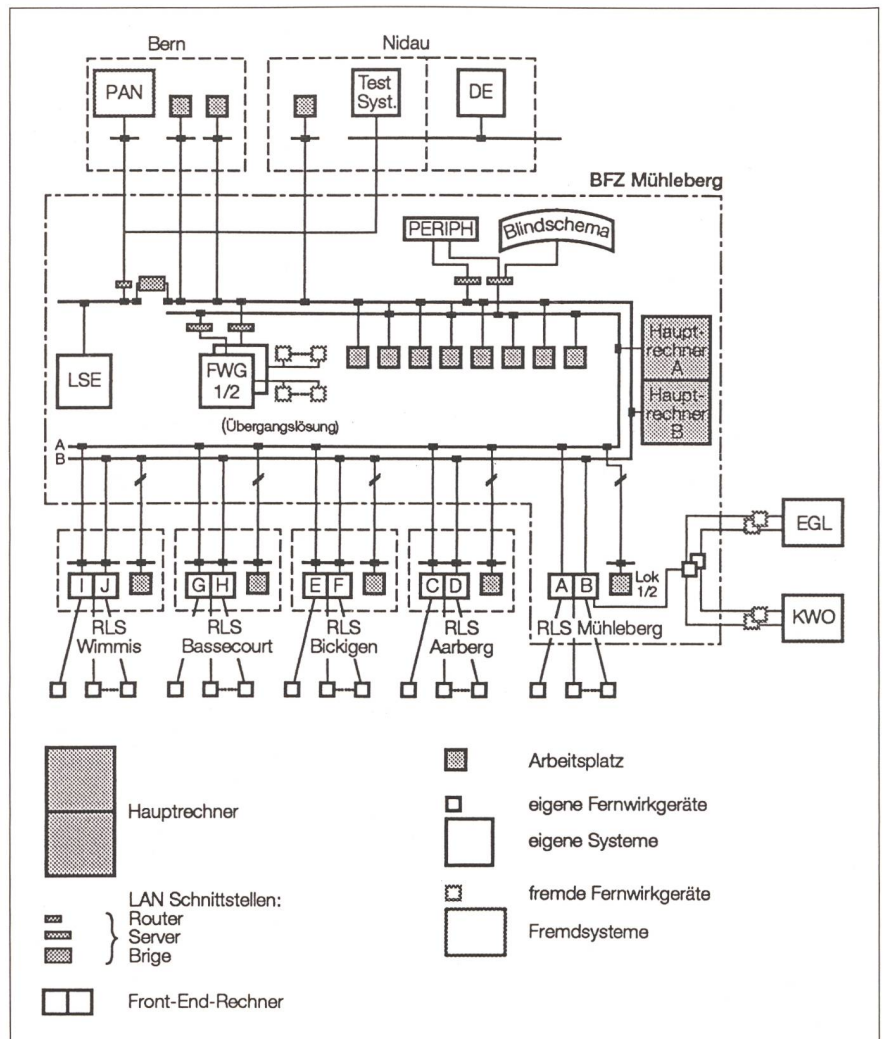 Bern
Nidau
PAN
Test
Syst.
DE
BFZ Mühleberg
PERIPH
Blindschema
LSE
FWG
1/2
(Übergangslösung)
Haupt-
rechner
A
Haupt-
rechner
B
A
B
I J
G H
E F
C D
A B
Lok
1/2
EGL
KWO
RLS
Wimmis
RLS
Bassecourt
RLS
Bickigen
RLS
Aarberg
RLS Mühleberg
Hauptrechner
LAN Schnittstellen:
Router
Server
Brige
Front-End-Rechner
Arbeitsplatz
eigene Fernwirkgeräte
eigene Systeme
fremde Fernwirkgeräte
Fremdsysteme